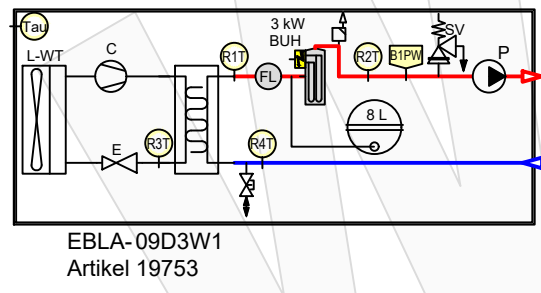 Tau
3 kW
BUH
SV
L-WT
C
R1T
FL
R2T
B1PW
P
8 L
E
R3T
R4T
EBLA-09D3W1
Artikel 19753